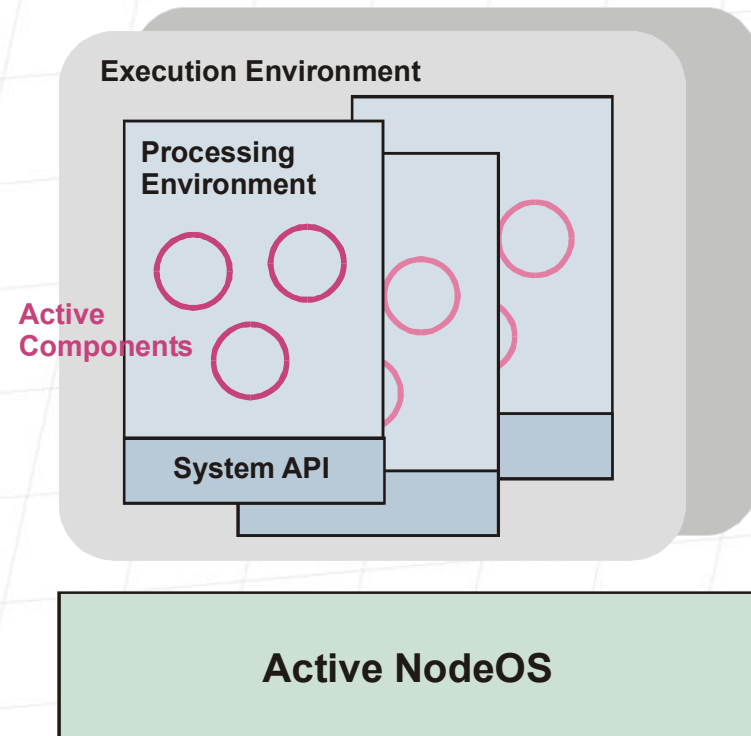 Execution Environment
Processing
Environment
Active
Components
System API
Active NodeOS